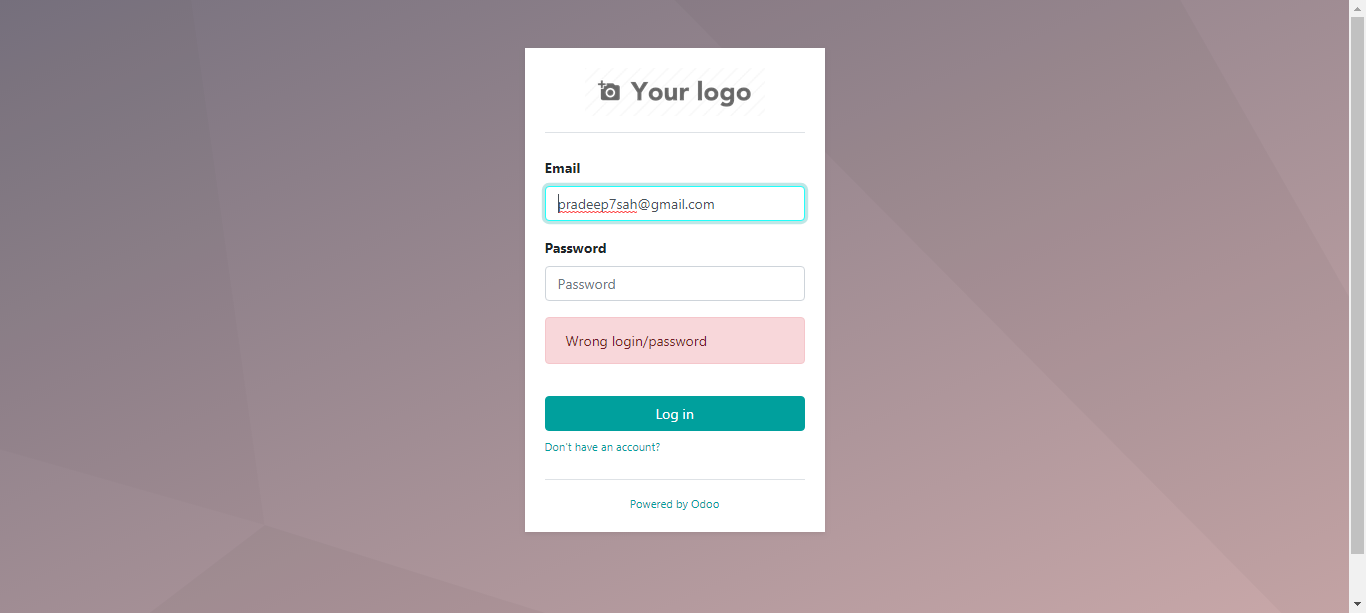 Your logo
Email
pradeep7sah@gmail.com
Password
Password
Wrong login/password
Log in
Don't have an account?
Powered by Odoo